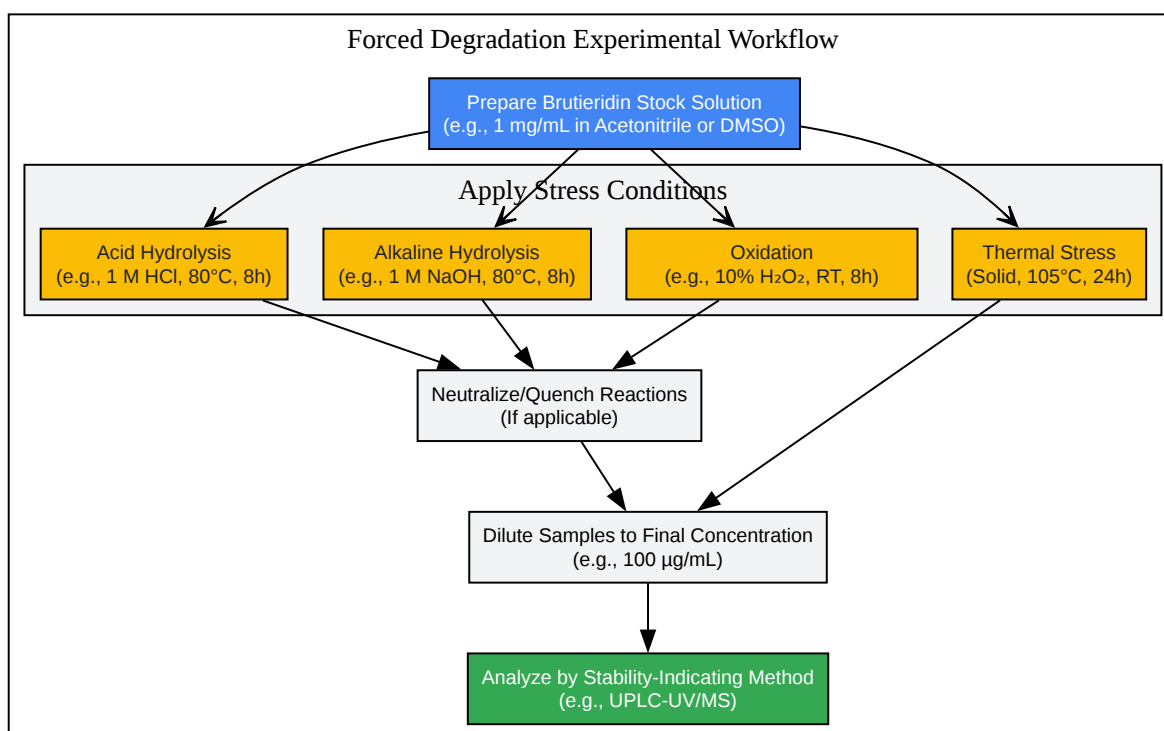 Forced Degradation Experimental Workflow
Prepare Brutieridin Stock Solution
(e.g., 1 mg/mL in Acetonitrile or DMSO)
Apply Stress Conditions
Acid Hydrolysis
(e.g., 1 M HCl, 80°C, 8h)
Alkaline Hydrolysis
(e.g., 1 M NaOH, 80°C, 8h)
Oxidation
(e.g., 10% H₂O₂, RT, 8h)
Thermal Stress
(Solid, 105°C, 24h)
Neutralize/Quench Reactions
(If applicable)
Dilute Samples to Final Concentration
(e.g., 100 µg/mL)
Analyze by Stability-Indicating Method
(e.g., UPLC-UV/MS)